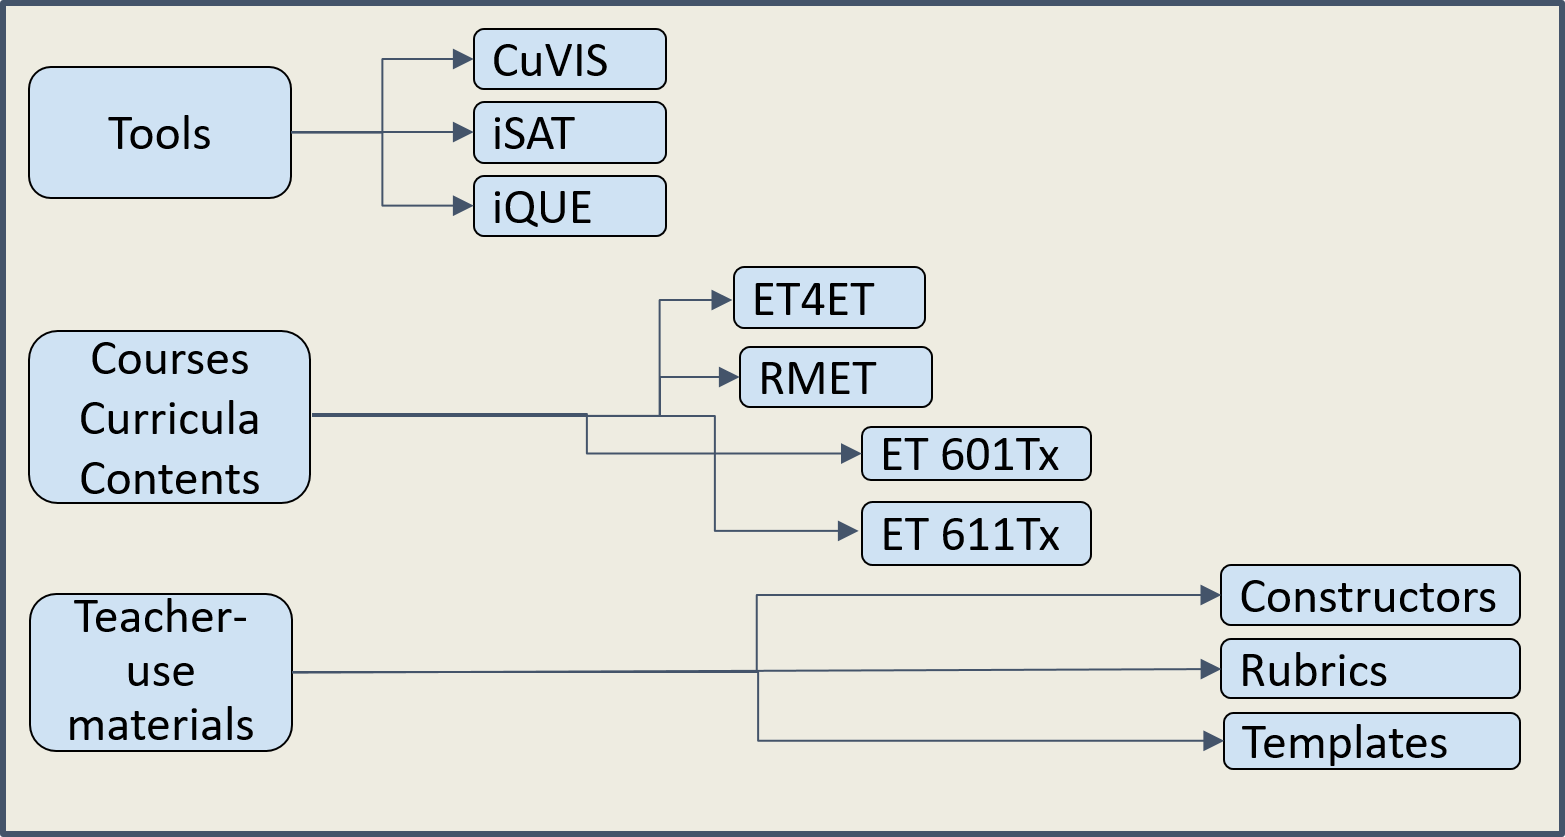 Tools
CuVIS
iSAT
iQUE
Courses
Curricula
Contents
ET4ET
RMET
ET 601Tx
ET 611Tx
Teacher-
use
materials
Constructors
Rubrics
Templates